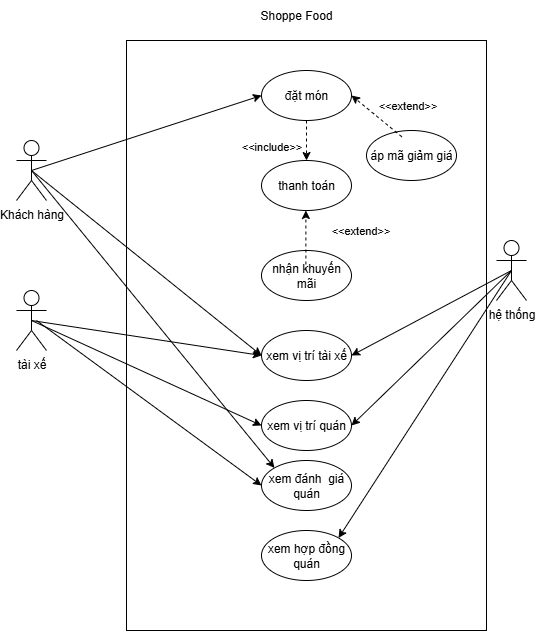 Shoppe Food
đặt món
<<extend>>
<<include>>
áp mã giảm giá
thanh toán
Khách hàng
<<extend>>
nhận khuyến
mãi
hệ thống
tài xế
xem vị trí tài xế
xem vị trí quán
xem đánh giá
quán
xem hợp đồng
quán